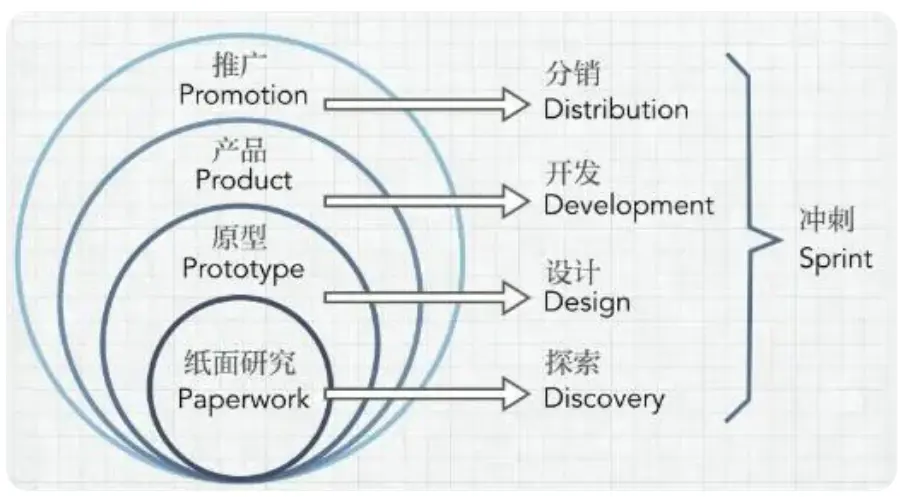 推广
Promotion
分销
Distribution
产品
Product
开发
Development
原型
Prototype
设计
Design
纸面研究
Paperwork
探索
Discovery
冲刺
Sprint